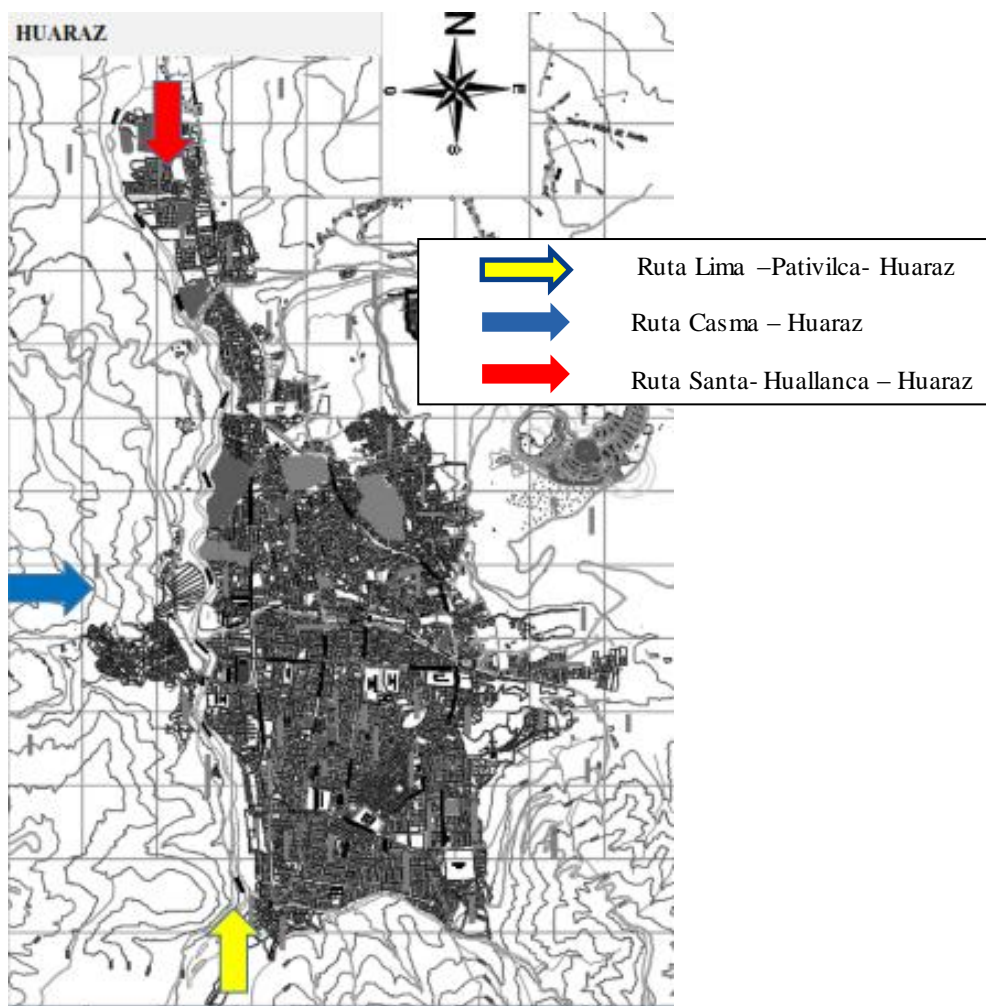 HUARAZ
N
E
O
Ruta Lima –Pativilca- Huaraz
Ruta Casma – Huaraz
Ruta Santa- Huallanca – Huaraz